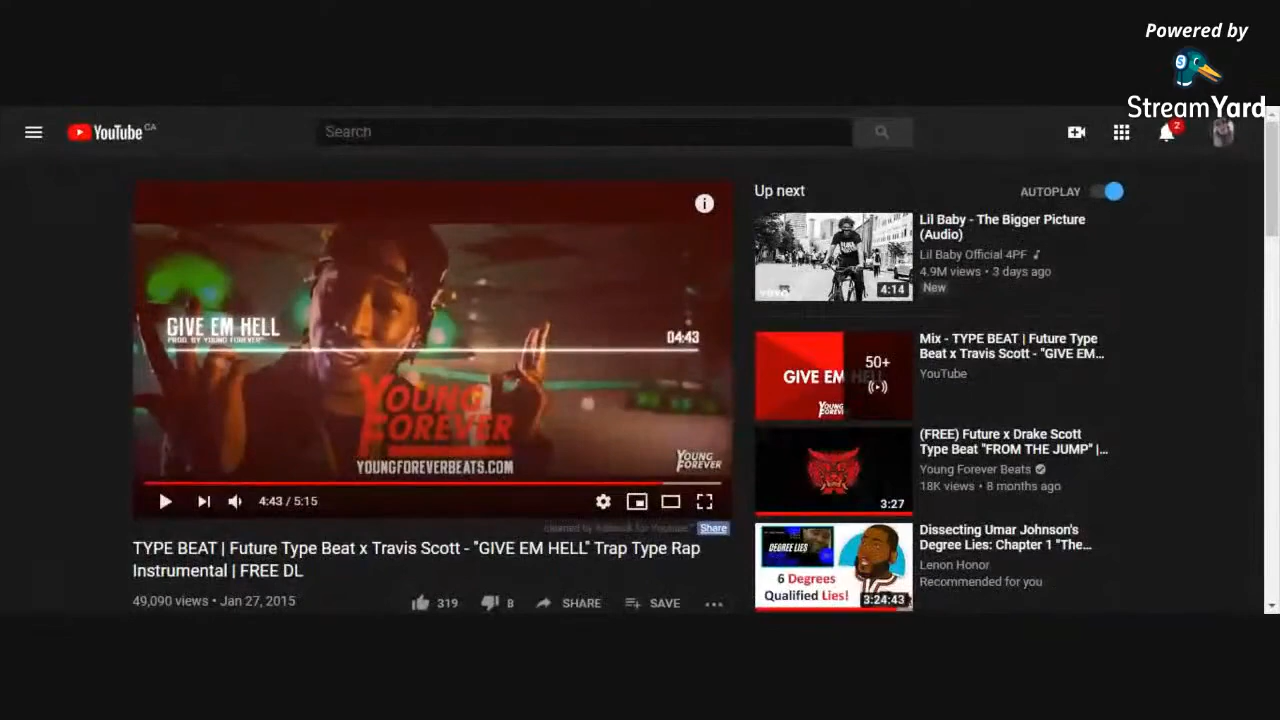 Powered by
StreamYard
YouTube CA
Search
2
Up next
AUTOPLAY
GIVE EM HELL
PROD. BY YOUNG FOREVER
04:43
YOUNG
FOREVER
YOUNGFOREVERBEATS.COM
YOUNG
FOREVER
4:43 / 5:15
Share
TYPE BEAT | Future Type Beat x Travis Scott - "GIVE EM HELL" Trap Type Rap
Instrumental | FREE DL
49,090 views • Jan 27, 2015
319
8
SHARE
SAVE
4:14
Lil Baby - The Bigger Picture
(Audio)
Lil Baby Official 4PF
4.9M views • 3 days ago
New
GIVE EM HELL
50+
YOUNG
FOREVER
Mix - TYPE BEAT | Future Type
Beat x Travis Scott - "GIVE EM...
YouTube
3:27
(FREE) Future x Drake Scott
Type Beat "FROM THE JUMP" |...
Young Forever Beats
18K views • 8 months ago
DEGREE LIES
6 Degrees
Qualified Lies!
3:24:43
Dissecting Umar Johnson's
Degree Lies: Chapter 1 "The...
Lenon Honor
Recommended for you